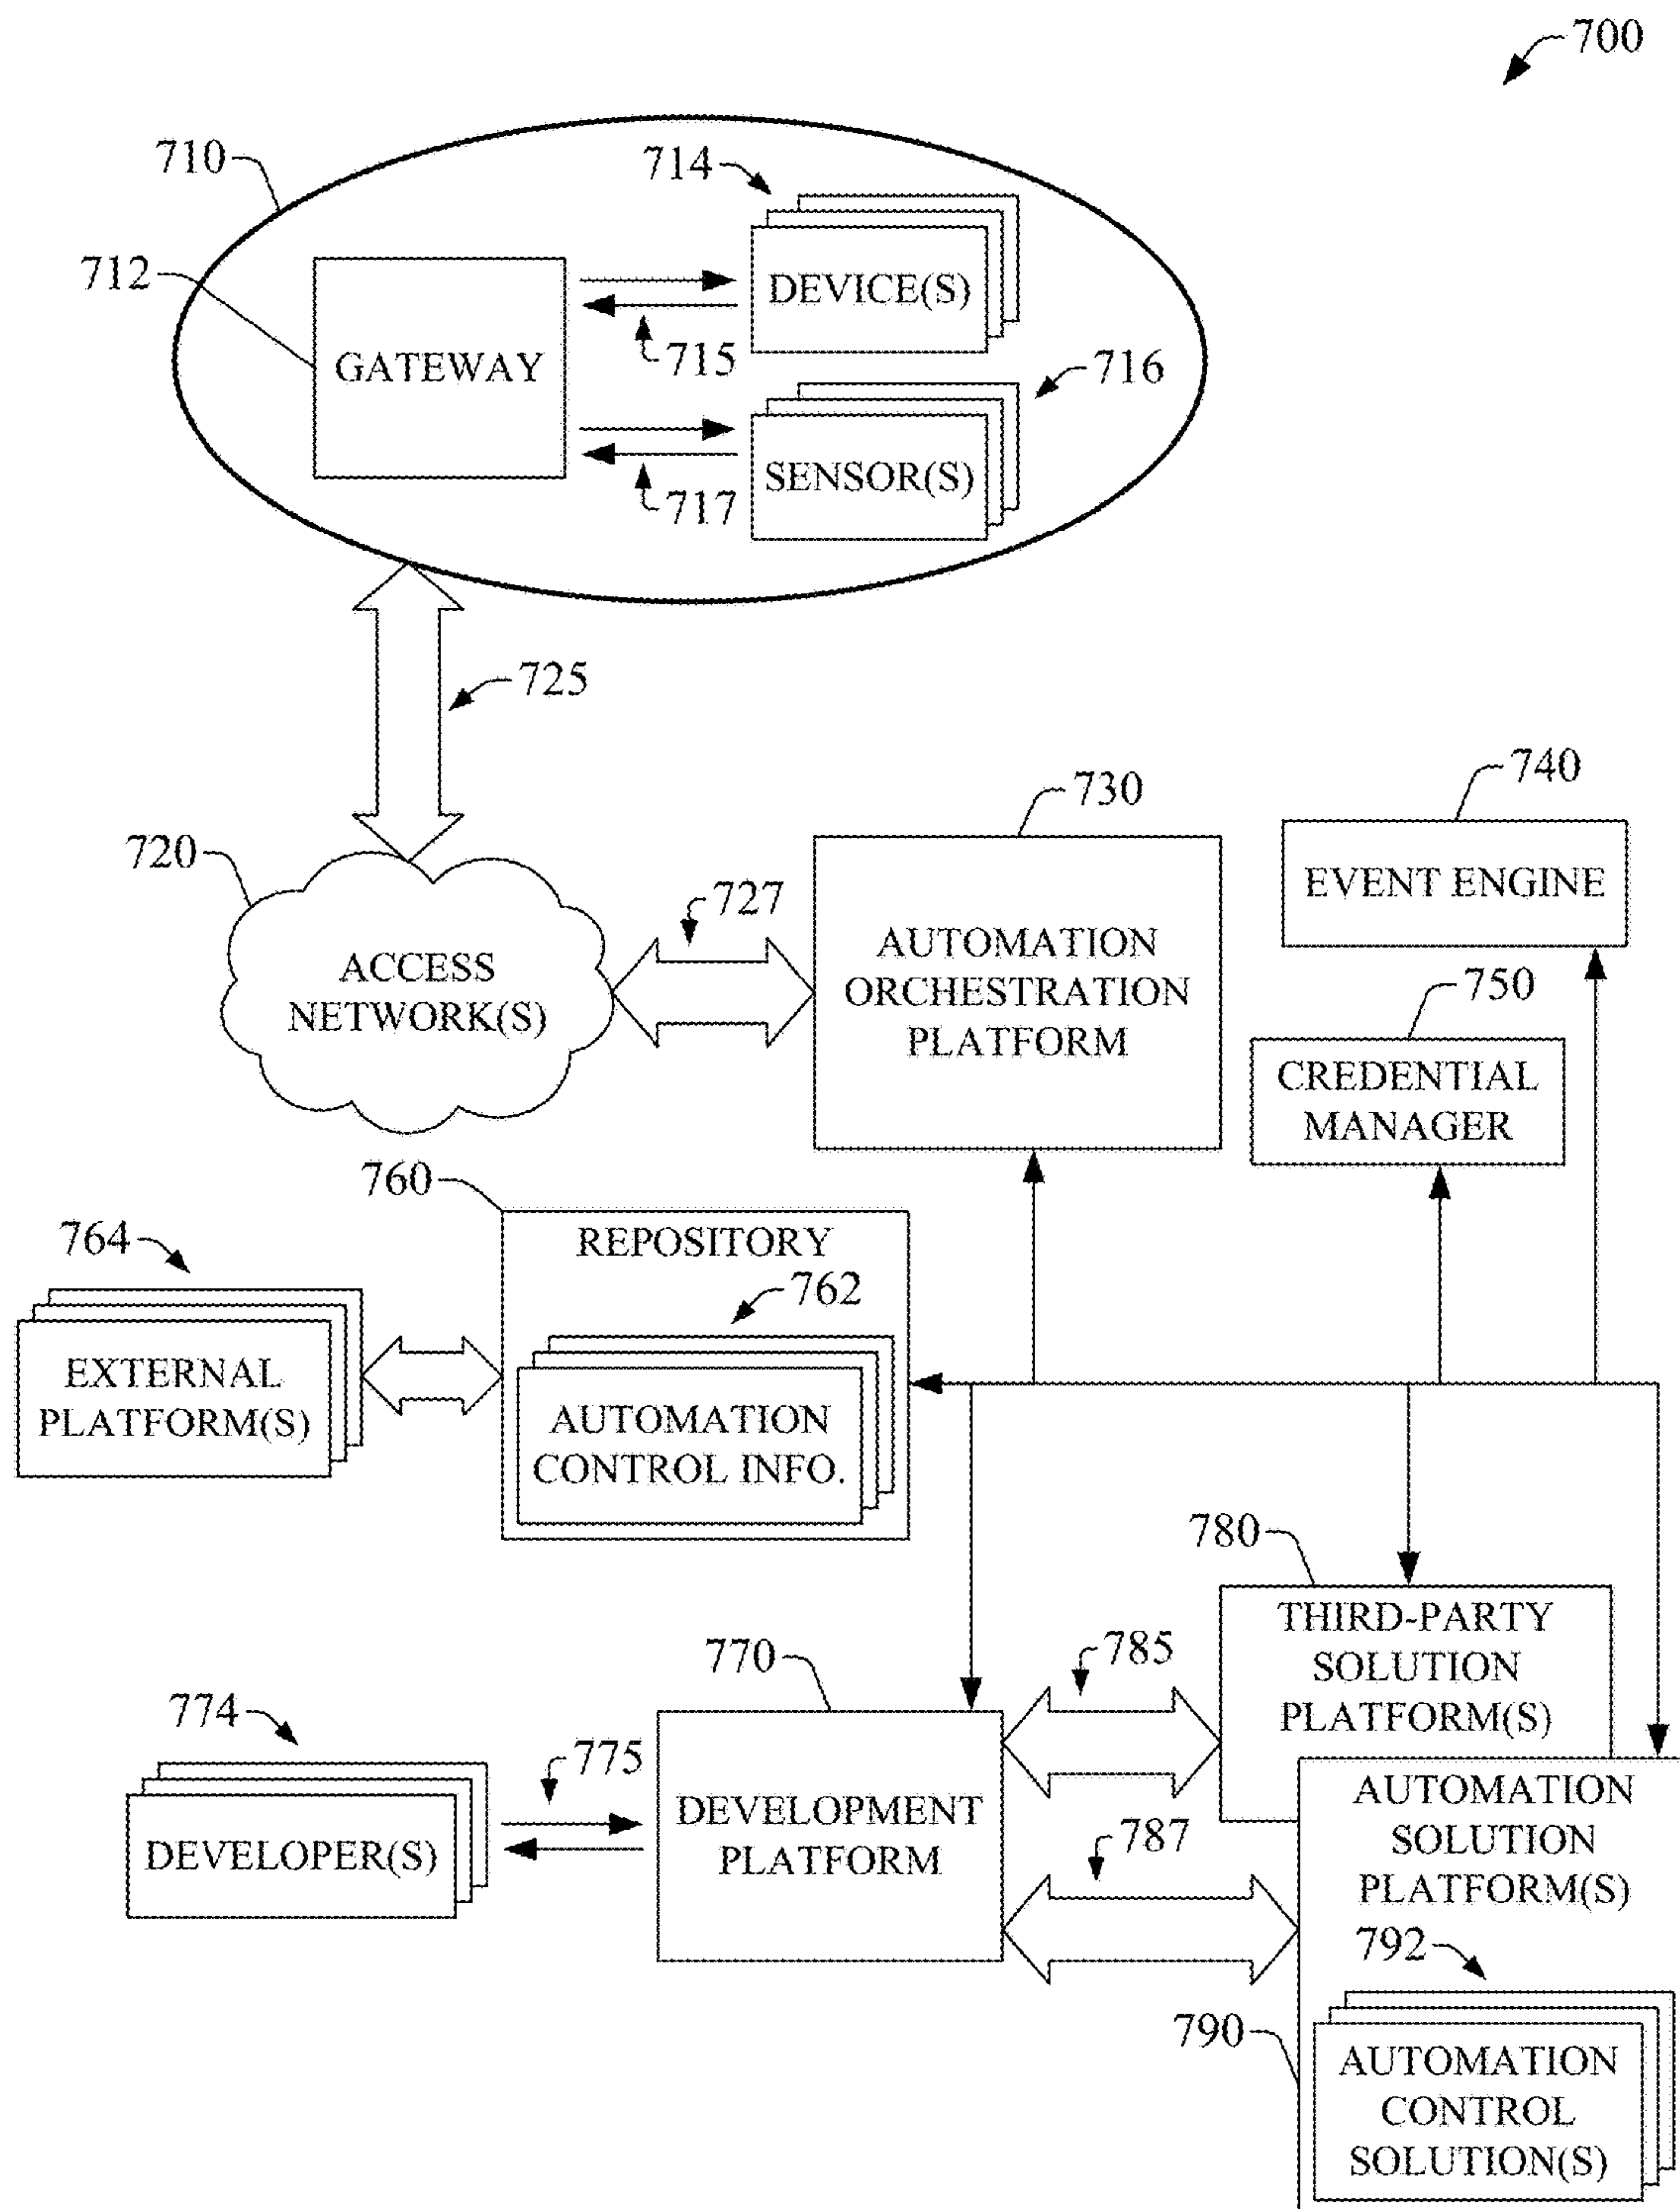 700
710
714
712
DEVICE(S)
GATEWAY
715
716
SENSOR(S)
717
725
730
740
720
727
EVENT ENGINE
ACCESS
NETWORK(S)
AUTOMATION
ORCHESTRATION
PLATFORM
750
CREDENTIAL
MANAGER
760
764
REPOSITORY
762
EXTERNAL
PLATFORM(S)
AUTOMATION
CONTROL INFO.
780
THIRD-PARTY
SOLUTION
PLATFORM(S)
770
785
774
775
DEVELOPER(S)
DEVELOPMENT
PLATFORM
787
AUTOMATION
SOLUTION
PLATFORM(S)
792
790
AUTOMATION
CONTROL
SOLUTION(S)